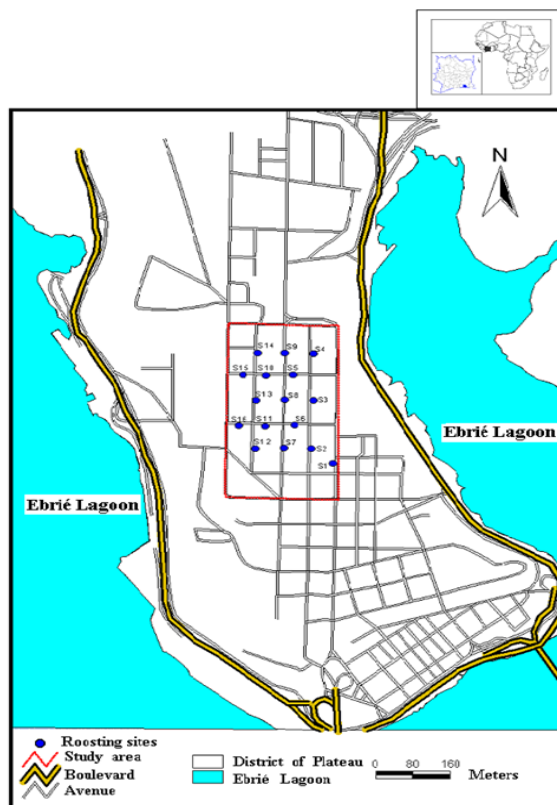 N
S14 S9 S4
S15 S10 S5
S13 S8 S3
S16 S11 S6
S12 S7 S2
S1
Ebrié Lagoon
Ebrié Lagoon
Roosting sites
Study area
Boulevard
Avenue
District of Plateau
Ebrié Lagoon
0 80 160
Meters